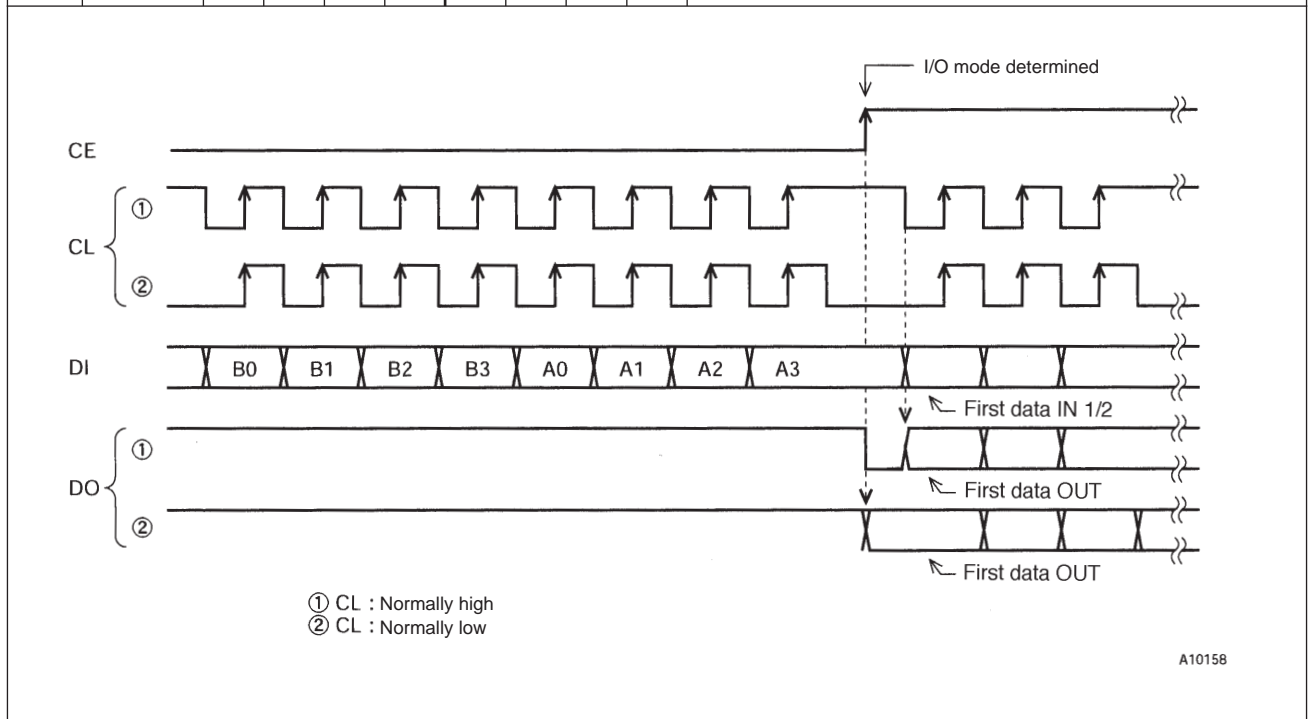 I/O mode determined
CE
CL
①
②
DI B0 B1 B2 B3 A0 A1 A2 A3
First data IN 1/2
DO
①
First data OUT
②
First data OUT
① CL : Normally high
② CL : Normally low
A10158